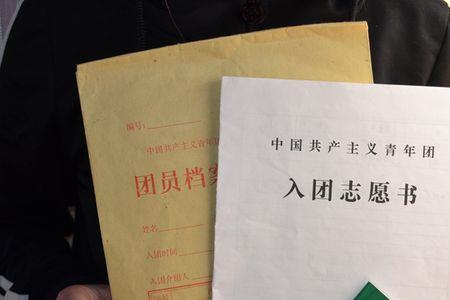 编号:
中国共产主义青年团
团员档案
姓名
入团时间
入团介绍人
中国共产主义青年团
入团志愿书